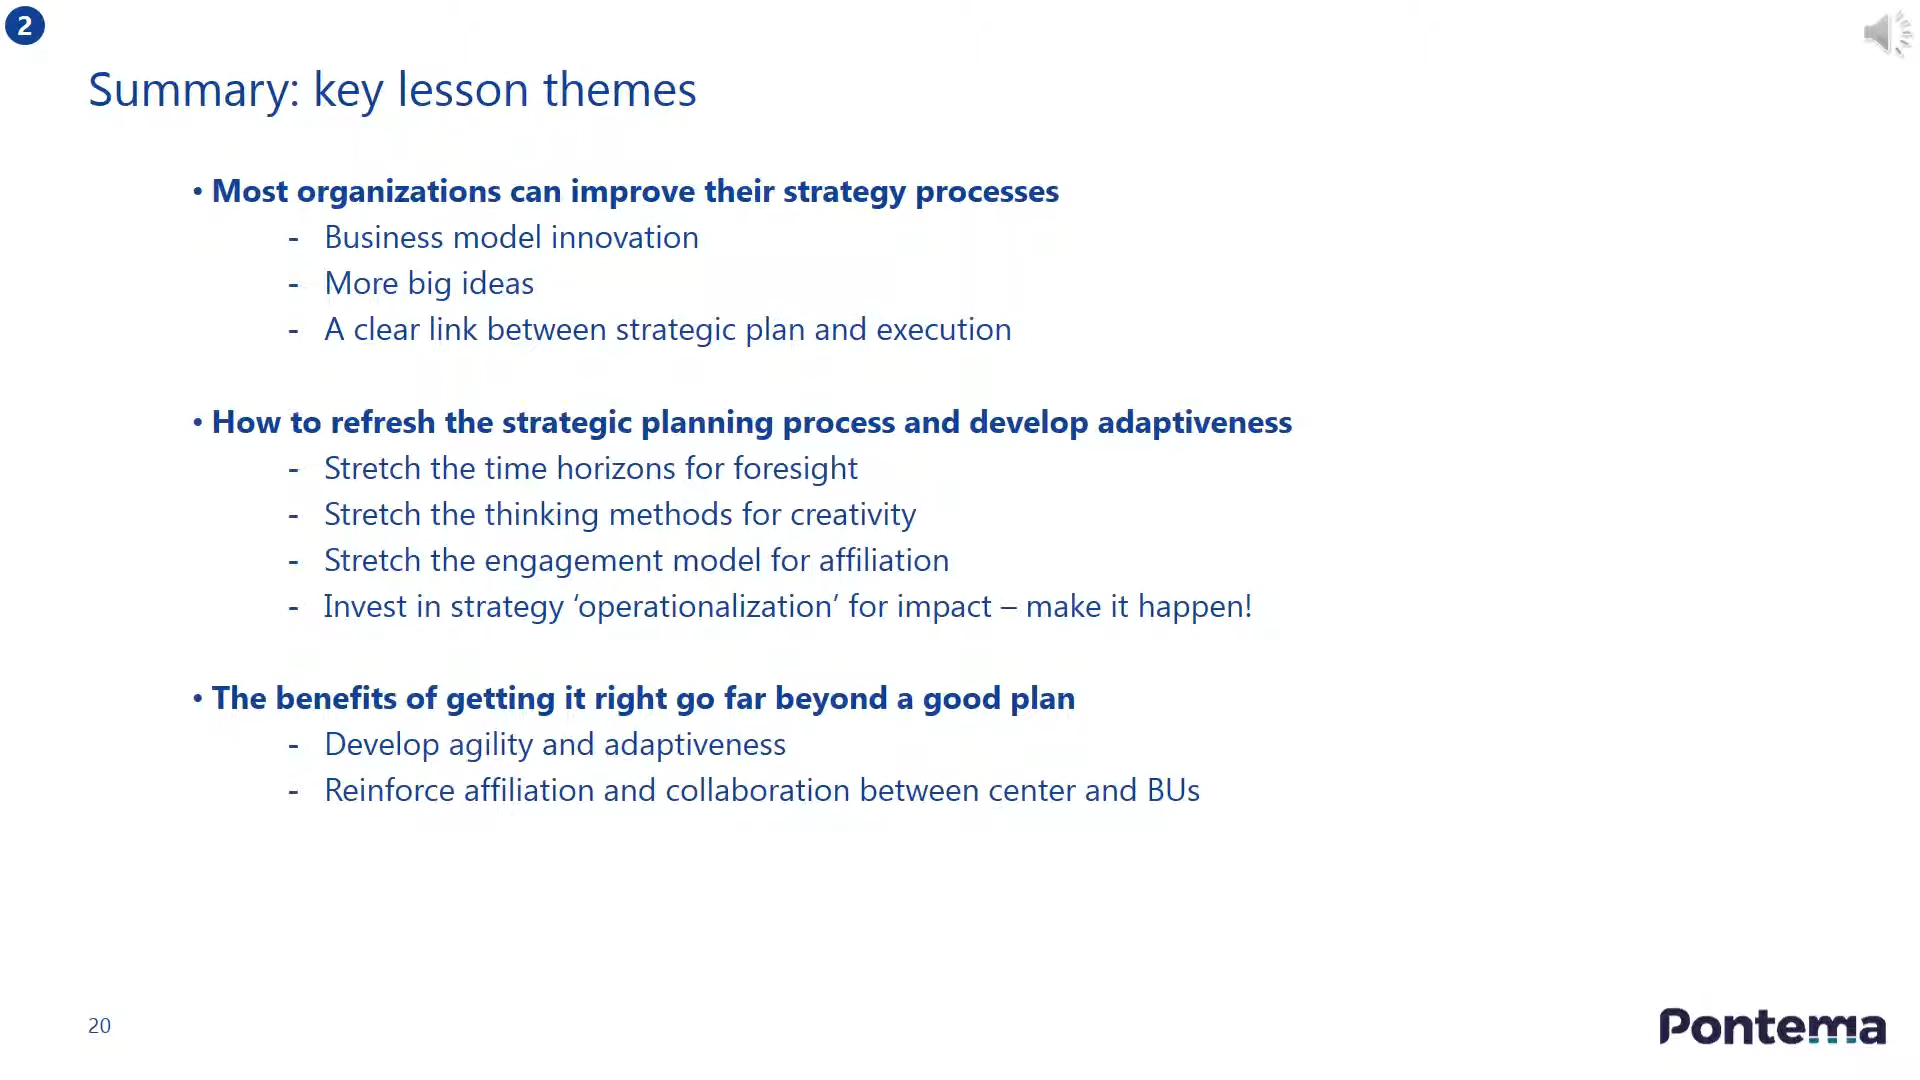 2
Summary: key lesson themes
• Most organizations can improve their strategy processes
- Business model innovation
- More big ideas
- A clear link between strategic plan and execution
• How to refresh the strategic planning process and develop adaptiveness
- Stretch the time horizons for foresight
- Stretch the thinking methods for creativity
- Stretch the engagement model for affiliation
- Invest in strategy ‘operationalization’ for impact – make it happen!
• The benefits of getting it right go far beyond a good plan
- Develop agility and adaptiveness
- Reinforce affiliation and collaboration between center and BUs
20
Pontema